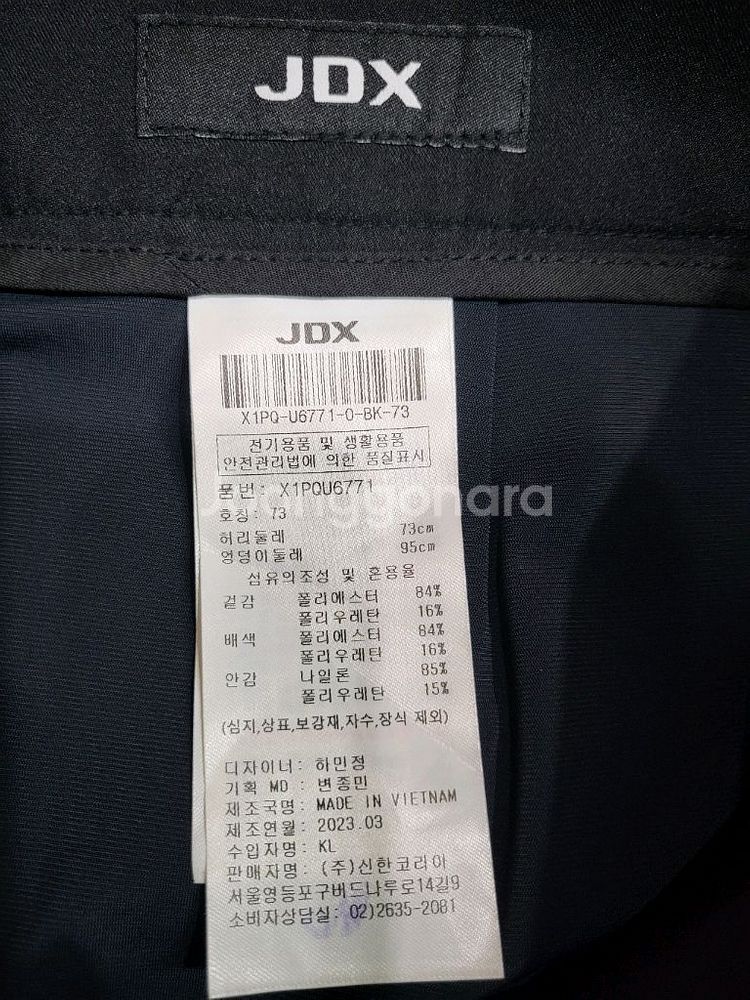 JDX
JDX
X1PQ-U6771-0-BK-73
전기용품 및 생활용품
안전관리법에 의한 품질표시
품번: X1PQU6771
호칭: 73
허리둘레 73cm
엉덩이둘레 95cm
섬유의조성 및 혼용율
겉감 폴리에스터 84%
폴리우레탄 16%
배색 폴리에스터 84%
폴리우레탄 16%
안감 나일론 85%
폴리우레탄 15%
(심지,상표,보강재,자수,장식 제외)
디자이너: 하민정
기획 MD: 변종민
제조국명: MADE IN VIETNAM
제조연월: 2023.03
수입자명: KL
판매자명: (주)신한코리아
서울영등포구버드나루로14길9
소비자상담실: 02)2635-2081